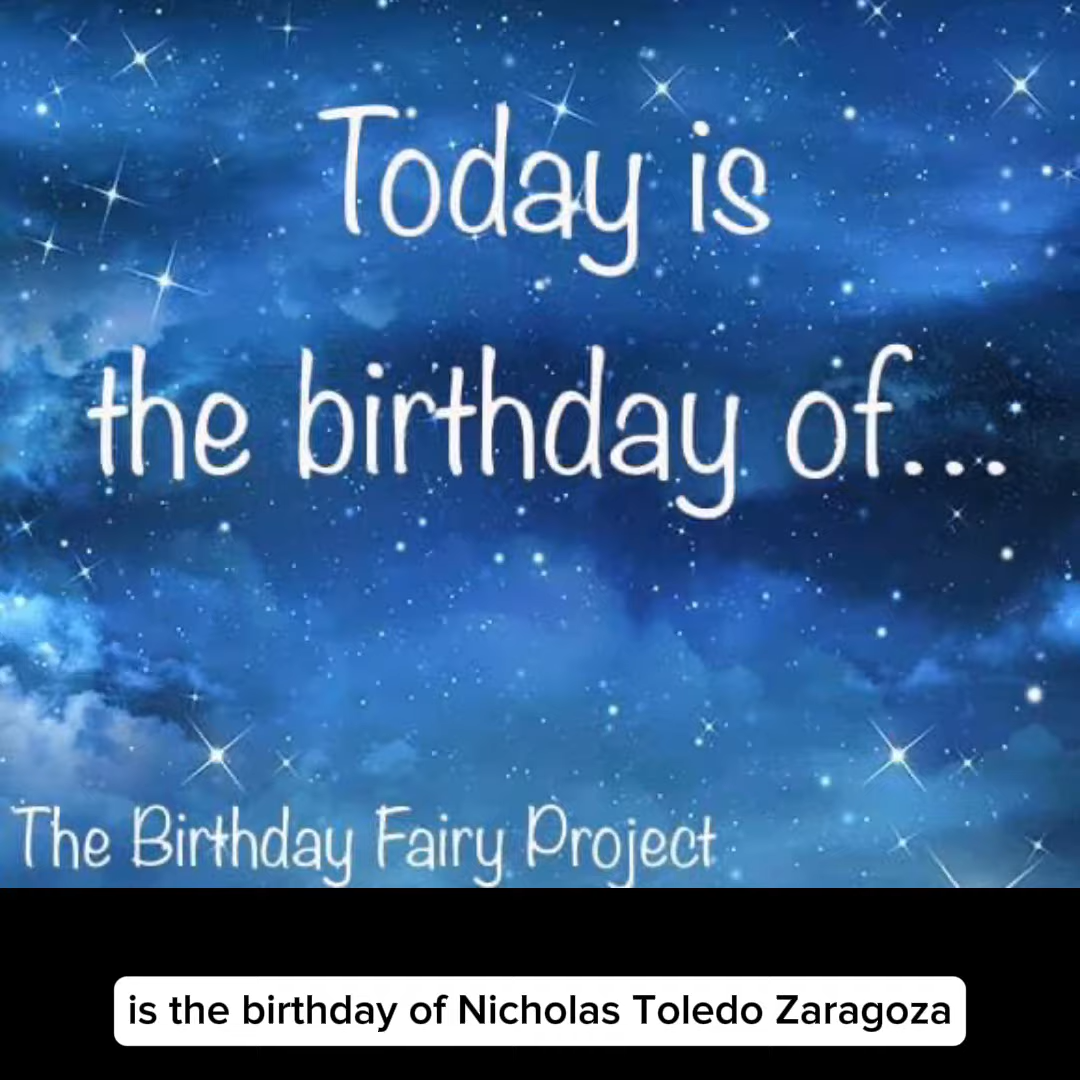 Today is
the birthday of...
The Birthday Fairy Project
is the birthday of Nicholas Toledo Zaragoza